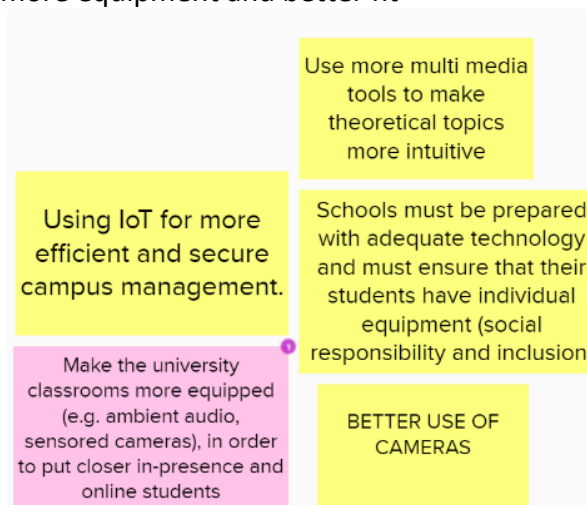 more equipment and better fit
Use more multi media
tools to make
theoretical topics
more intuitive
Using IoT for more
efficient and secure
campus management.
Schools must be prepared
with adequate technology
and must ensure that their
students have individual
equipment (social
responsibility and inclusion
1
Make the university
classrooms more equipped
(e.g. ambient audio,
sensored cameras), in order
to put closer in-presence and
online students
BETTER USE OF
CAMERAS